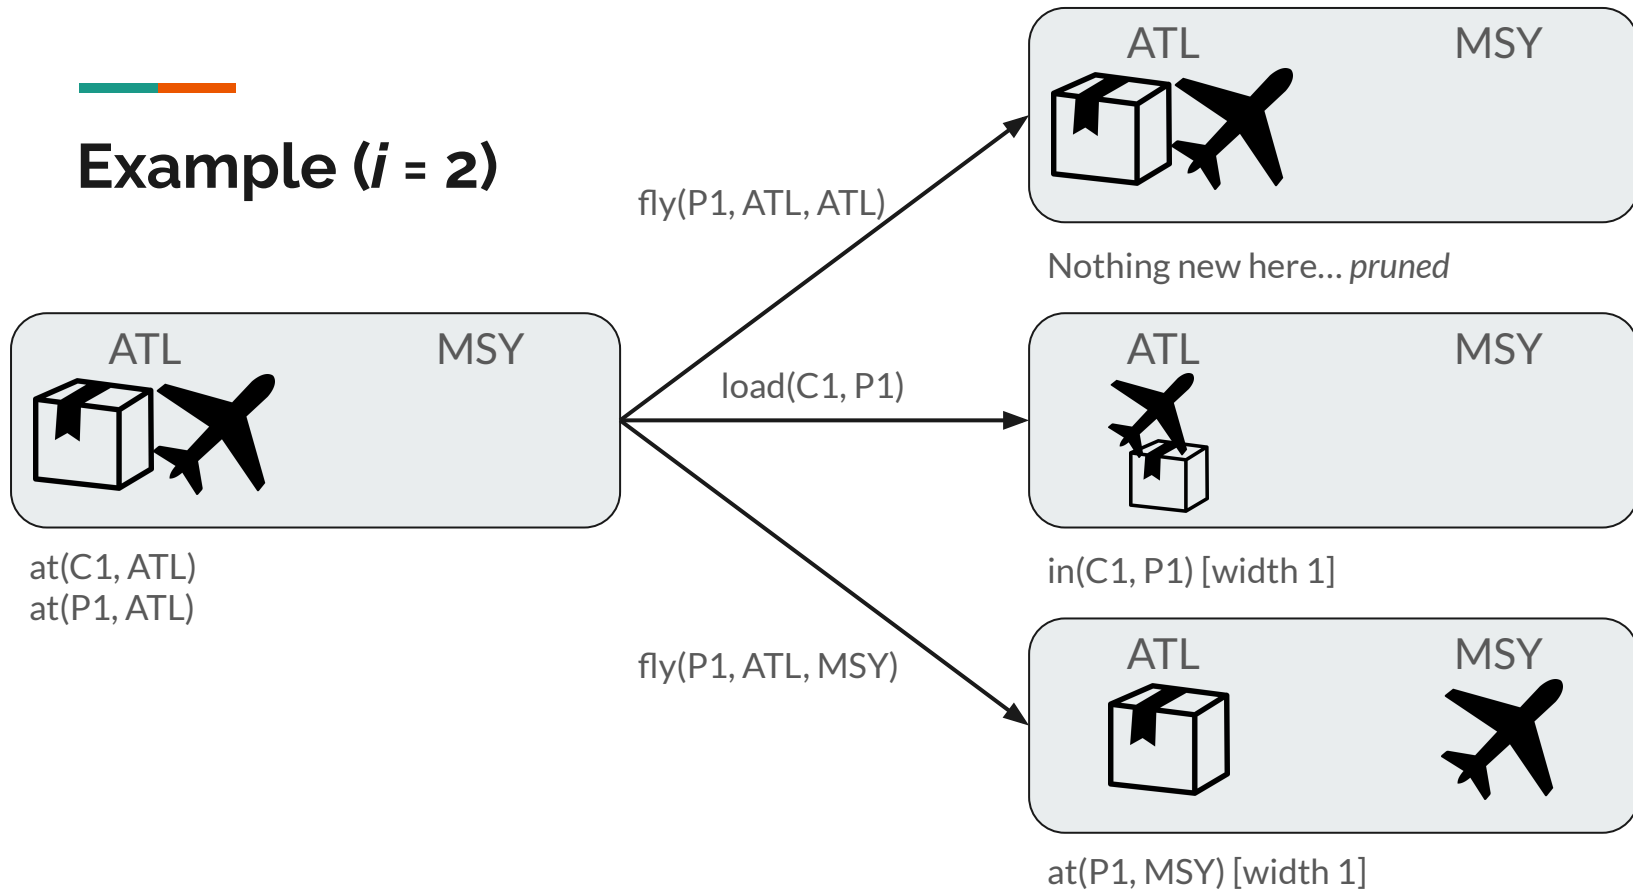 Example (i = 2)
at(C1, ATL)
at(P1, ATL)
ATL MSY
fly(P1, ATL, ATL)
load(C1, P1)
fly(P1, ATL, MSY)
ATL MSY
Nothing new here... pruned
ATL MSY
in(C1, P1) [width 1]
ATL MSY
at(P1, MSY) [width 1]